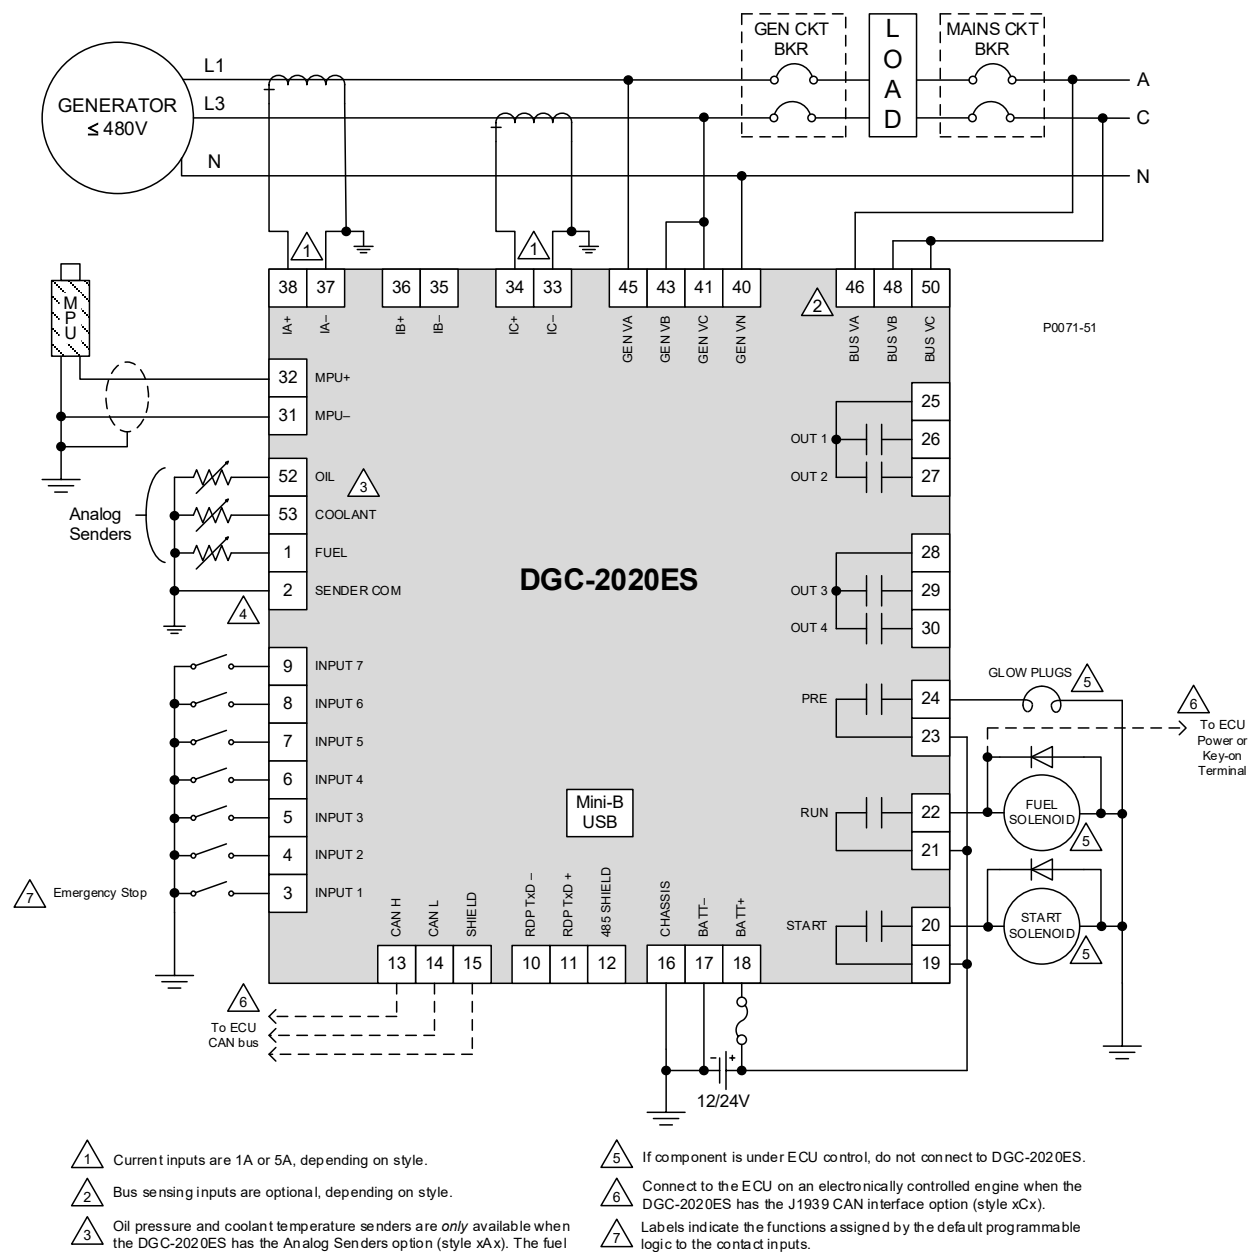 GEN CKT
BKR
LOAD
MAINS CKT
BKR
L1
A
GENERATOR
≤ 480V
L3
C
N
N
1
1
MPU
38
37
36
35
34
33
45
43
41
40
2
46
48
50
IA+
IA–
IB+
IB–
IC+
IC–
GEN VA
GEN VB
GEN VC
GEN VN
BUS VA
BUS VB
BUS VC
P0071-51
32 MPU+
31 MPU–
25
OUT 1 26
OUT 2 27
52 OIL
3
53 COOLANT
Analog
Senders
1 FUEL
2 SENDER COM
4
DGC-2020ES
28
OUT 3 29
OUT 4 30
9 INPUT 7
8 INPUT 6
7 INPUT 5
6 INPUT 4
5 INPUT 3
4 INPUT 2
7 Emergency Stop
3 INPUT 1
GLOW PLUGS 5
PRE 24
23
6
To ECU
Power or
Key-on
Terminal
Mini-B
USB
RUN 22
21
FUEL
SOLENOID
5
START 20
19
START
SOLENOID
5
CAN H
CAN L
SHIELD
RDP TxD –
RDP TxD +
485 SHIELD
CHASSIS
BATT–
BATT+
13
14
15
10
11
12
16
17
18
6
To ECU
CAN bus
- +
12/24V
1 Current inputs are 1A or 5A, depending on style.
2 Bus sensing inputs are optional, depending on style.
3 Oil pressure and coolant temperature senders are only available when
the DGC-2020ES has the Analog Senders option (style xAx). The fuel
5 If component is under ECU control, do not connect to DGC-2020ES.
6 Connect to the ECU on an electronically controlled engine when the
DGC-2020ES has the J1939 CAN interface option (style xCx).
7 Labels indicate the functions assigned by the default programmable
logic to the contact inputs.